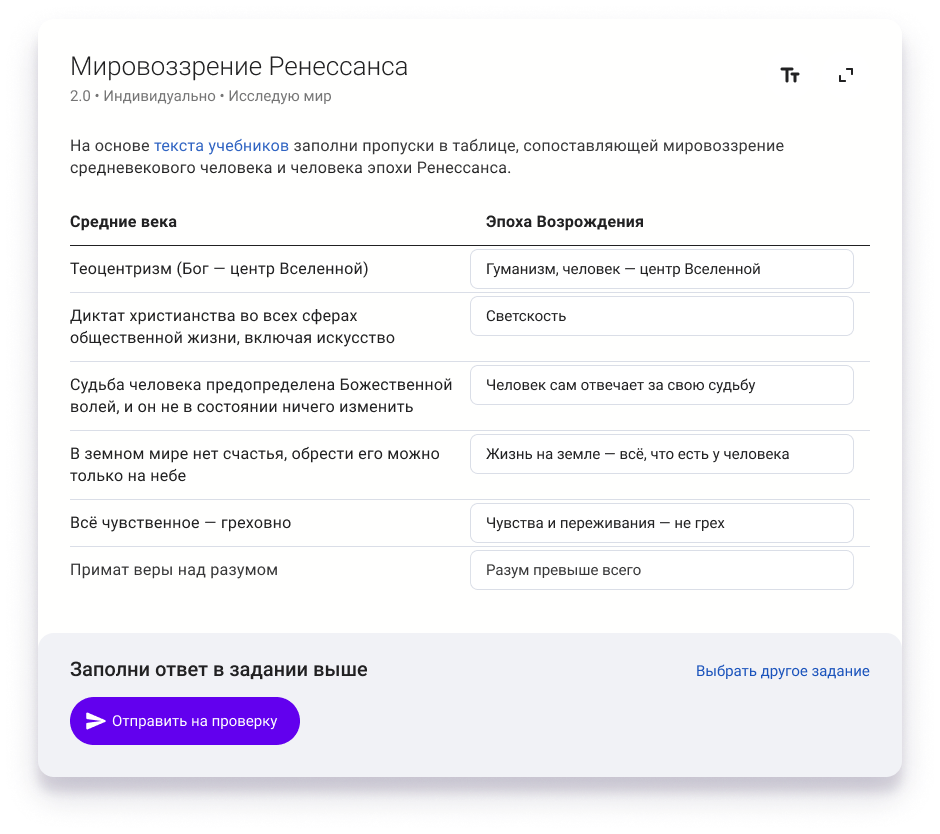 Мировоззрение Ренессанса
2.0 • Индивидуально • Исследую мир
На основе текста учебников заполни пропуски в таблице, сопоставляющей мировоззрение
средневекового человека и человека эпохи Ренессанса.
Средние века
Эпоха Возрождения
Теоцентризм (Бог — центр Вселенной)
Гуманизм, человек — центр Вселенной
Диктат христианства во всех сферах
общественной жизни, включая искусство
Светскость
Судьба человека предопределена Божественной
волей, и он не в состоянии ничего изменить
Человек сам отвечает за свою судьбу
В земном мире нет счастья, обрести его можно
только на небе
Жизнь на земле — всё, что есть у человека
Всё чувственное — греховно
Чувства и переживания — не грех
Примат веры над разумом
Разум превыше всего
Заполни ответ в задании выше
Выбрать другое задание
Отправить на проверку